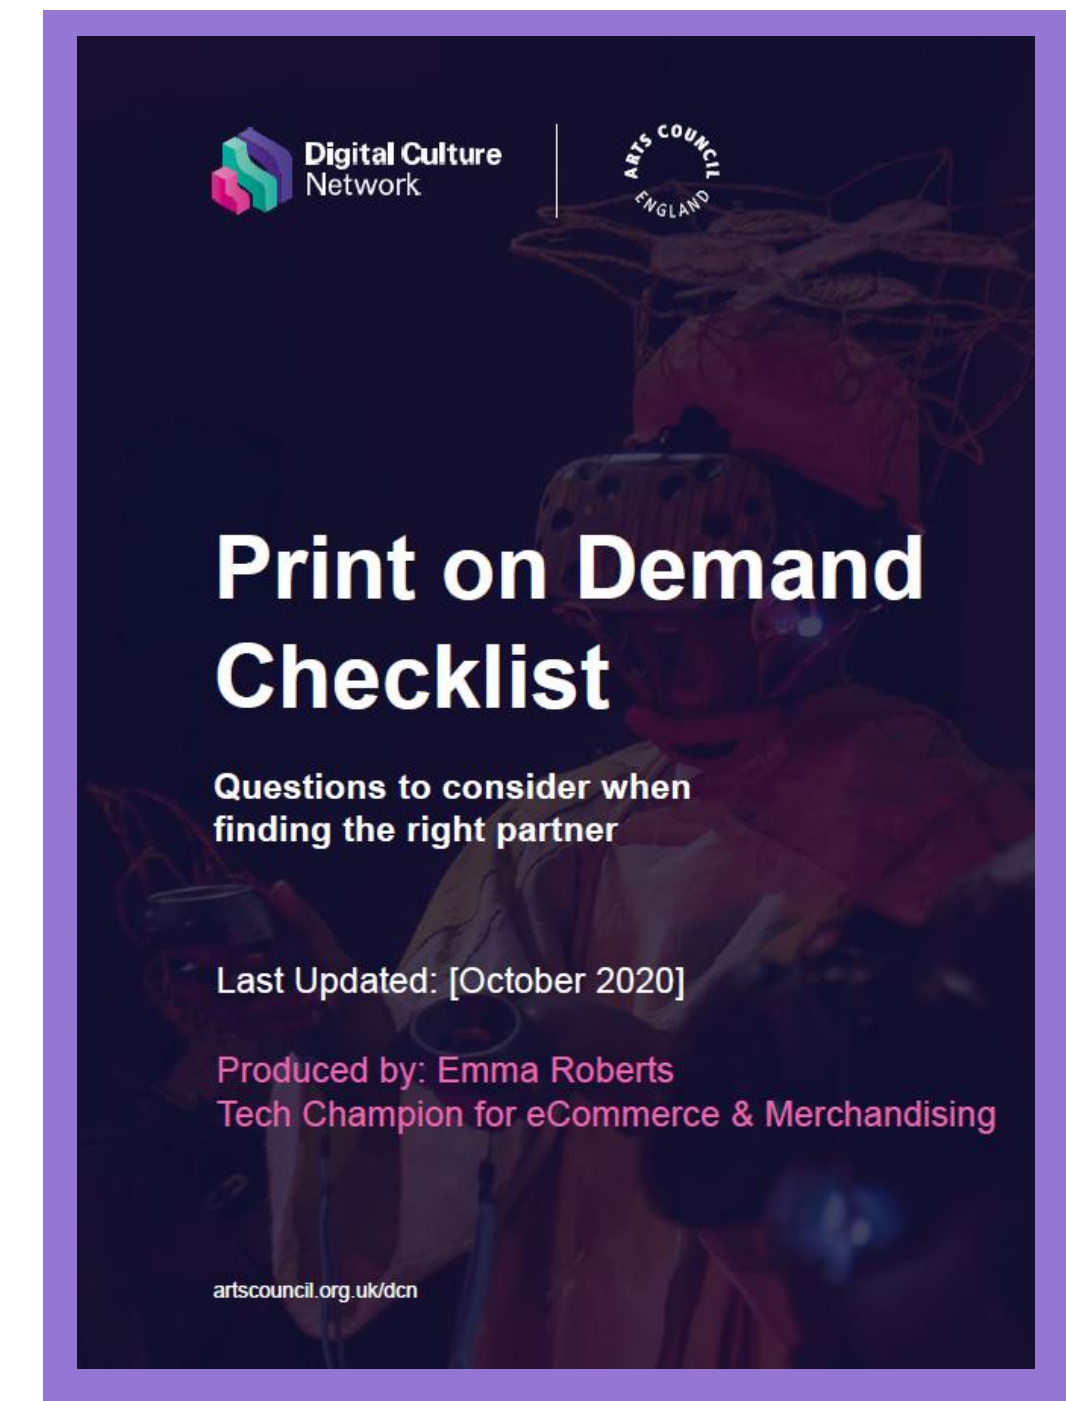 Digital Culture
Network
ARTS COUNCIL
ENGLAND
Print on Demand
Checklist
Questions to consider when
finding the right partner
Last Updated: [October 2020]
Produced by: Emma Roberts
Tech Champion for eCommerce & Merchandising
artscouncil.org.uk/dcn